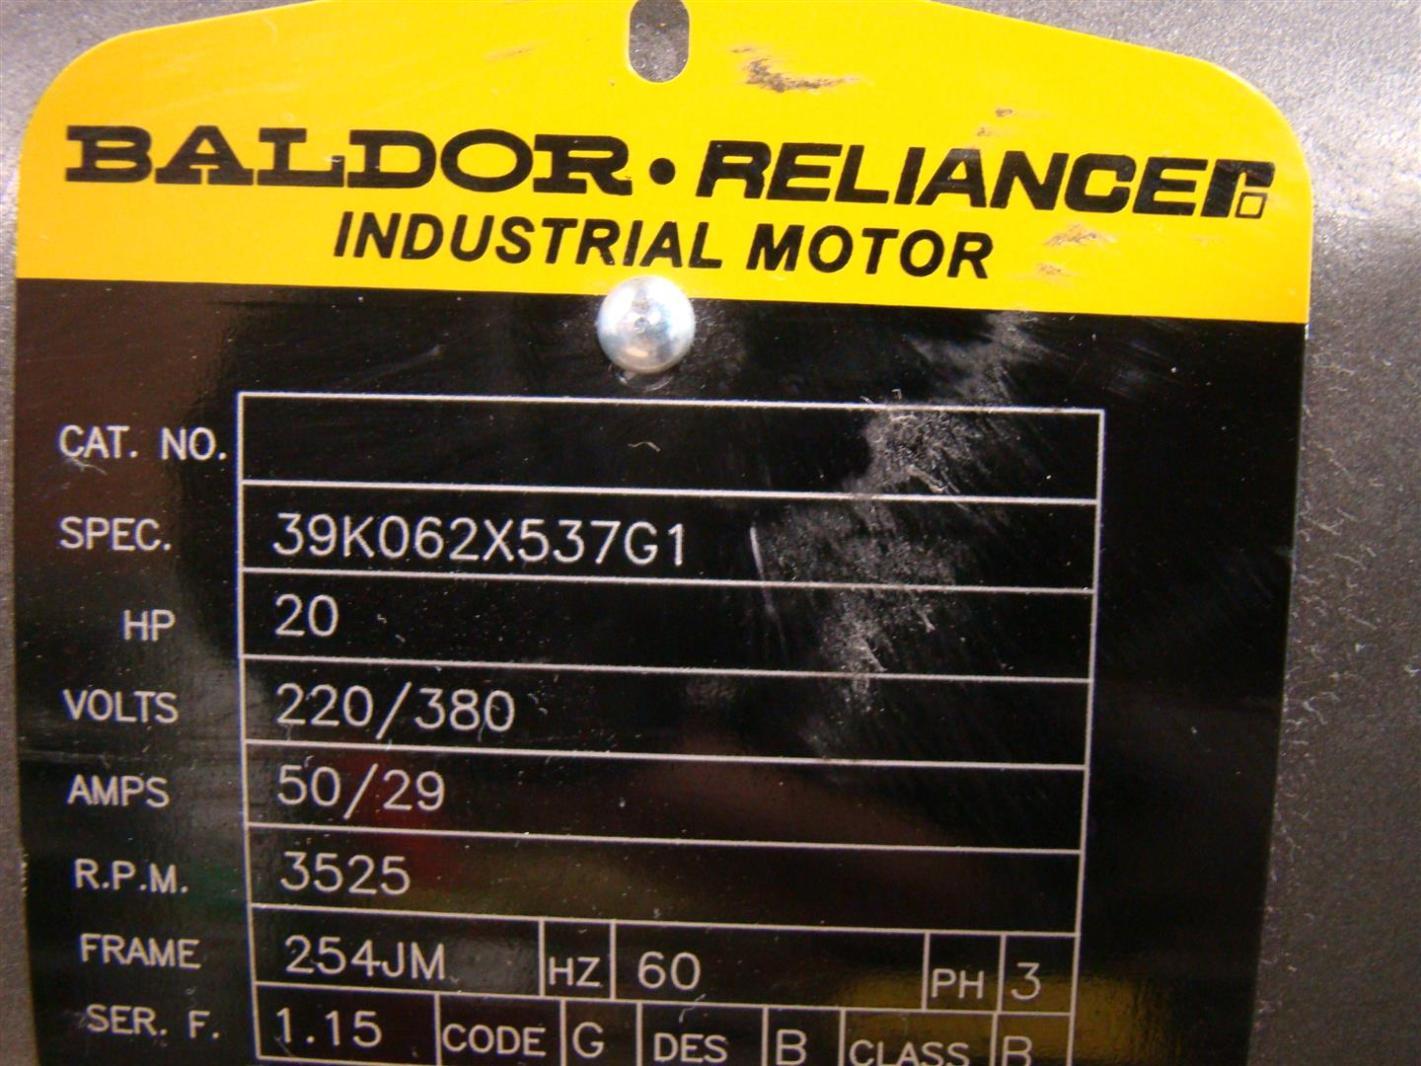 BALDOR • RELIANCE
INDUSTRIAL MOTOR
CAT. NO.
SPEC. 39K062X537G1
HP 20
VOLTS 220/380
AMPS 50/29
R.P.M. 3525
FRAME 254JM HZ 60 PH 3
SER. F. 1.15 CODE G DES B CLASS B